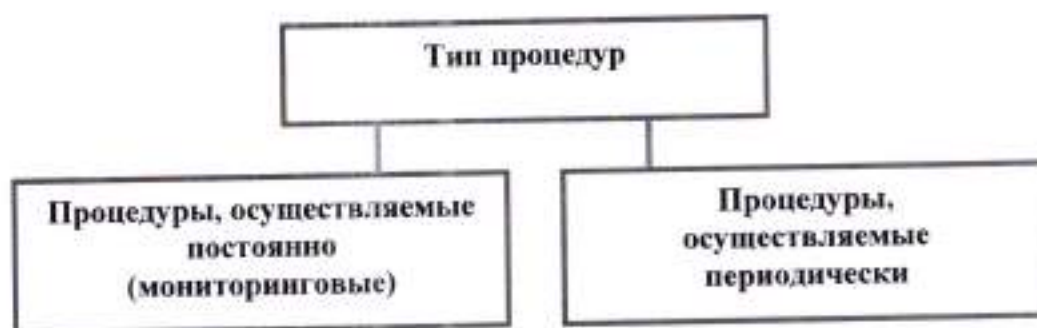 Тип процедур
Процедуры, осуществляемые
постоянно
(мониторинговые)
Процедуры,
осуществляемые
периодически